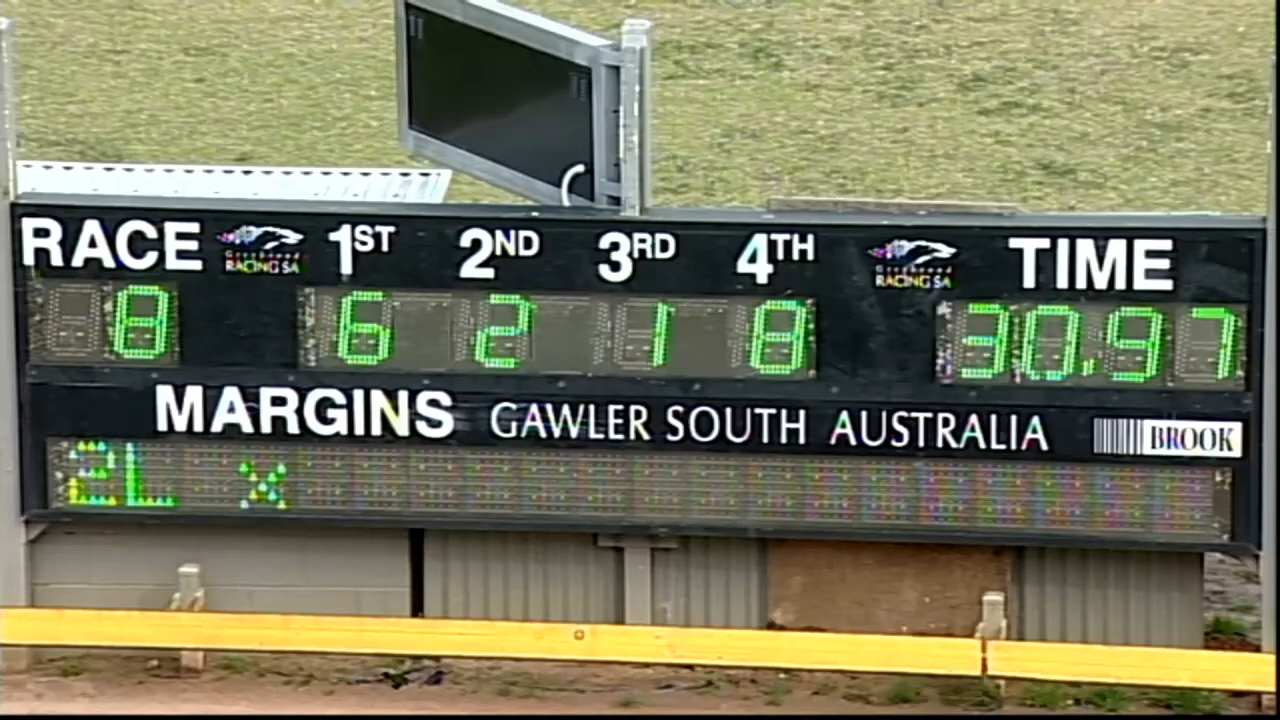 RACE Greyhound RACING SA 1ST 2ND 3RD 4TH Greyhound RACING SA TIME
8 6 2 1 8 30.97
MARGINS GAWLER SOUTH AUSTRALIA BROOK
2L x